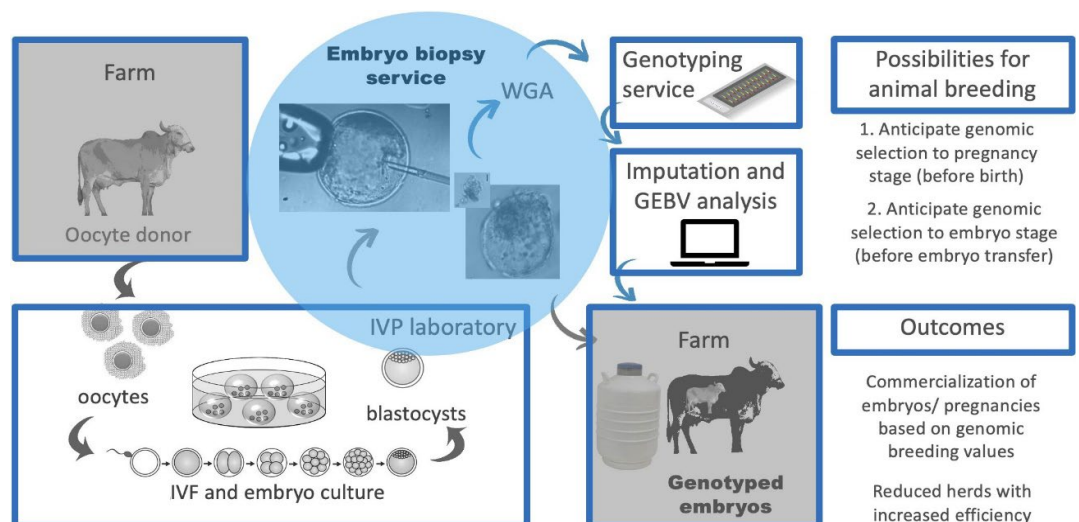 Farm
Oocyte donor
Embryo biopsy
service
WGA
Genotyping
service
Imputation and
GEBV analysis
Possibilities for
animal breeding
1. Anticipate genomic
selection to pregnancy
stage (before birth)
2. Anticipate genomic
selection to embryo stage
(before embryo transfer)
IVP laboratory
oocytes
blastocysts
IVF and embryo culture
Farm
Genotyped
embryos
Outcomes
Commercialization of
embryos/ pregnancies
based on genomic
breeding values
Reduced herds with
increased efficiency